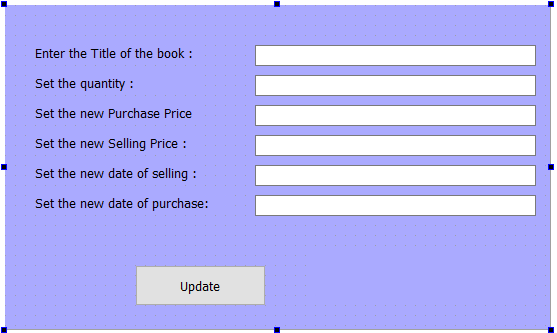 Enter the Title of the book :
Set the quantity :
Set the new Purchase Price
Set the new Selling Price :
Set the new date of selling :
Set the new date of purchase:
Update